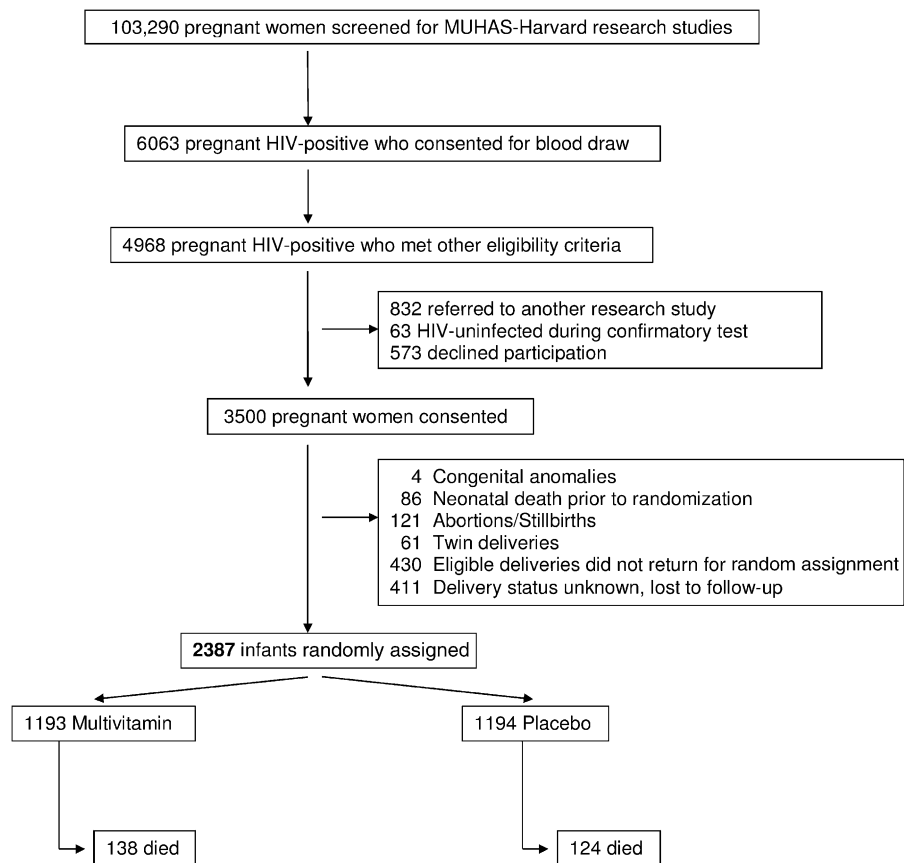 103,290 pregnant women screened for MUHAS-Harvard research studies
6063 pregnant HIV-positive who consented for blood draw
4968 pregnant HIV-positive who met other eligibility criteria
832 referred to another research study
63 HIV-uninfected during confirmatory test
573 declined participation
3500 pregnant women consented
4 Congenital anomalies
86 Neonatal death prior to randomization
121 Abortions/Stillbirths
61 Twin deliveries
430 Eligible deliveries did not return for random assignment
411 Delivery status unknown, lost to follow-up
2387 infants randomly assigned
1193 Multivitamin
1194 Placebo
138 died
124 died